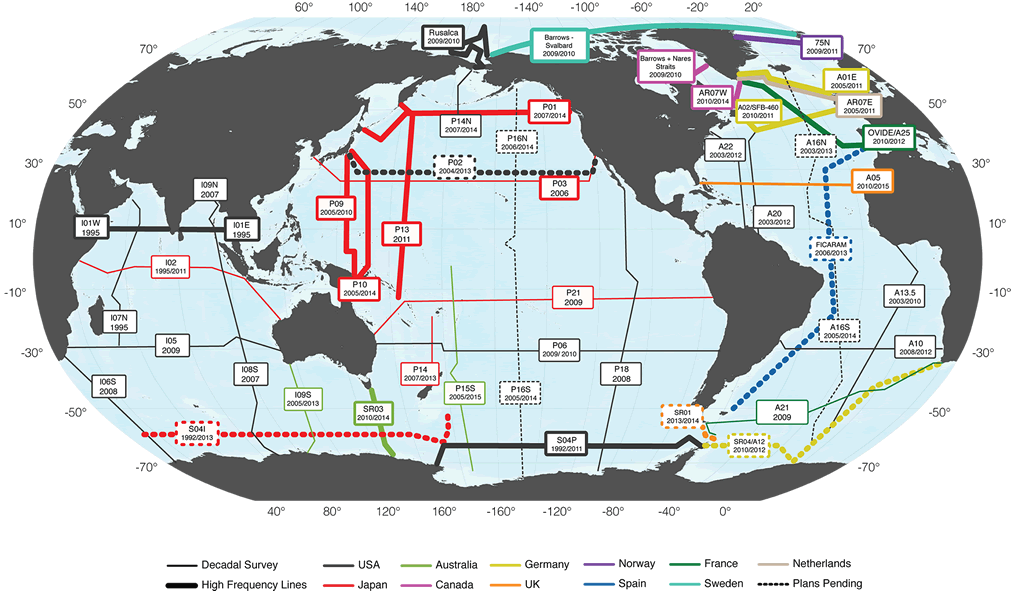 60° 100° 140° 180° -140° -100° -60° -20° 20°
70°
50°
30°
10°
-10°
-30°
-50°
-70°
70°
50°
30°
10°
-10°
-30°
-50°
-70°
Rusalca
2009/2010
Barrows -
Svalbard
2009/2010
75N
2009/2011
Barrows + Nares
Straits
2009/2010
A01E
2005/2011
AR07W
2010/2014
A02/SFB-460
2010/2011
AR07E
2005/2011
P01
2007/2014
P14N
2007/2014
P16N
2006/2014
OVIDE/A25
2010/2012
A22
2003/2012
A16N
2003/2013
P02
2004/2013
P03
2006
A05
2010/2015
I09N
2007
P09
2005/2010
A20
2003/2012
I01W
1995
I01E
1995
P13
2011
FICARAM
2006/2013
I02
1995/2011
P10
2005/2014
P21
2009
A13.5
2003/2010
I07N
1995
A16S
2005/2014
I05
2009
P06
2009/ 2010
A10
2008/2012
I06S
2008
I08S
2007
P14
2007/2013
P18
2008
I09S
2005/2013
P15S
2005/2015
P16S
2005/2014
SR03
2010/2014
SR01
2013/2014
A21
2009
S04I
1992/2013
S04P
1992/2011
SR04/A12
2010/2012
40° 80° 120° 160° -160° -120° -80° -40° 0°
Decadal Survey USA Australia Germany Norway France Netherlands
High Frequency Lines Japan Canada UK Spain Sweden Plans Pending